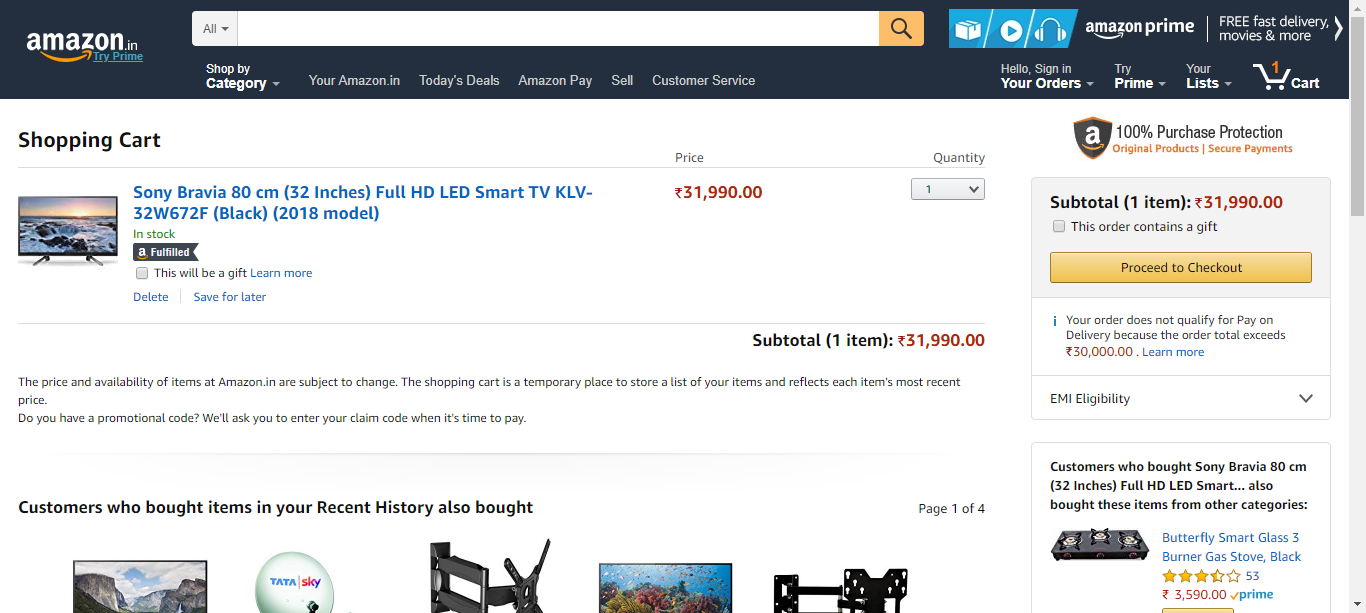 amazon.in
Try Prime
All
amazon prime
FREE fast delivery,
movies & more
Shop by
Category
Your Amazon.in
Today's Deals
Amazon Pay
Sell
Customer Service
Hello, Sign in
Your Orders
Try
Prime
Your
Lists
1
Cart
Shopping Cart
Price
Quantity
Sony Bravia 80 cm (32 Inches) Full HD LED Smart TV KLV-
32W672F (Black) (2018 model)
₹31,990.00
1
In stock
a Fulfilled
This will be a gift Learn more
Delete
Save for later
Subtotal (1 item): ₹31,990.00
The price and availability of items at Amazon.in are subject to change. The shopping cart is a temporary place to store a list of your items and reflects each item's most recent
price.
Do you have a promotional code? We'll ask you to enter your claim code when it's time to pay.
Customers who bought items in your Recent History also bought
Page 1 of 4
TATA sky
a
100% Purchase Protection
Original Products | Secure Payments
Subtotal (1 item): ₹31,990.00
This order contains a gift
Proceed to Checkout
i Your order does not qualify for Pay on
Delivery because the order total exceeds
₹30,000.00 . Learn more
EMI Eligibility
Customers who bought Sony Bravia 80 cm
(32 Inches) Full HD LED Smart... also
bought these items from other categories:
Butterfly Smart Glass 3
Burner Gas Stove, Black
53
₹ 3,590.00 prime